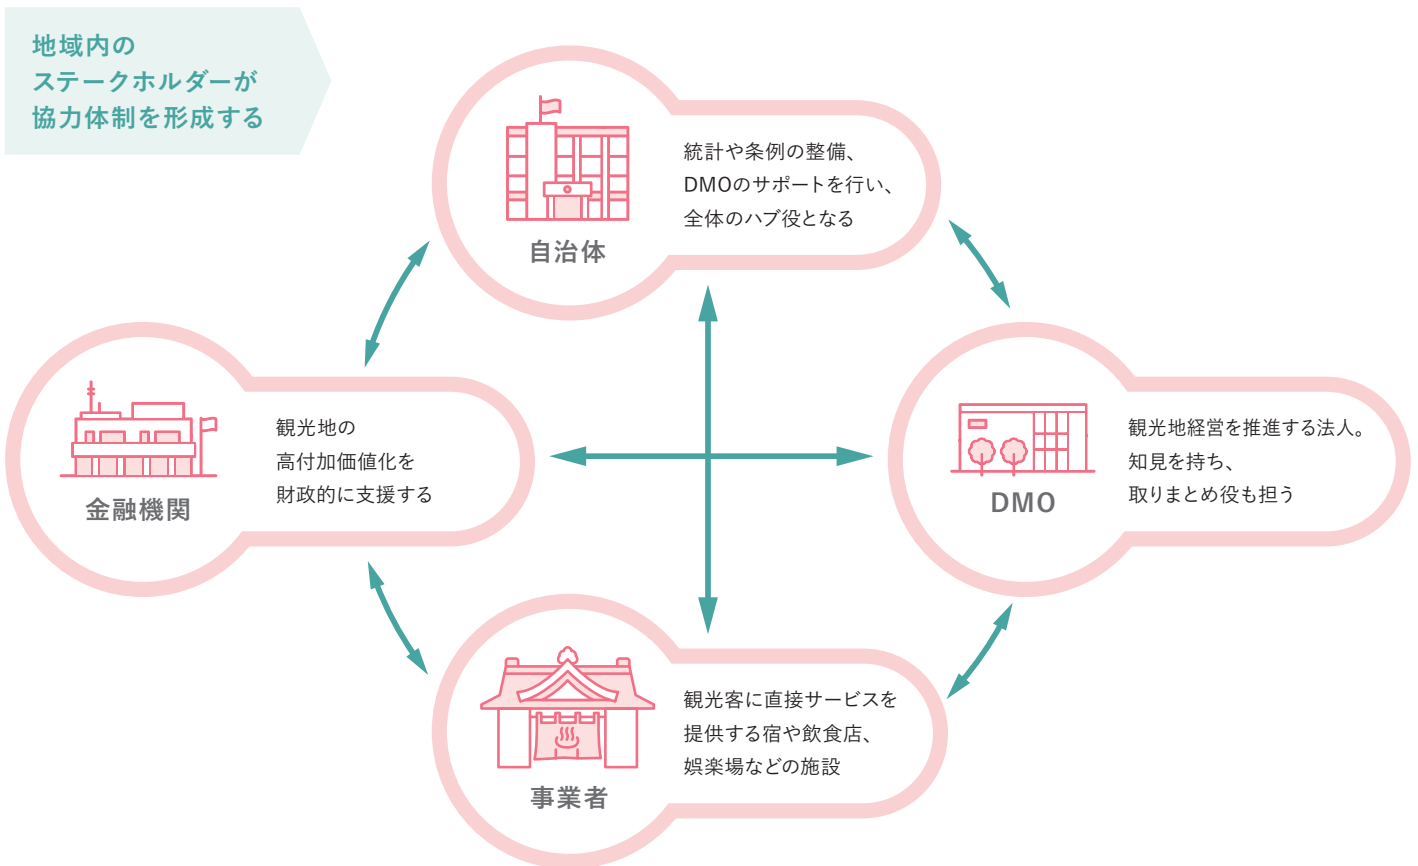 地域内の
ステークホルダーが
協力体制を形成する
統計や条例の整備、
DMOのサポートを行い、
全体のハブ役となる
自治体
観光地の
高付加価値化を
財政的に支援する
金融機関
観光地経営を推進する法人。
知見を持ち、
取りまとめ役も担う
DMO
観光客に直接サービスを
提供する宿や飲食店、
娯楽場などの施設
事業者